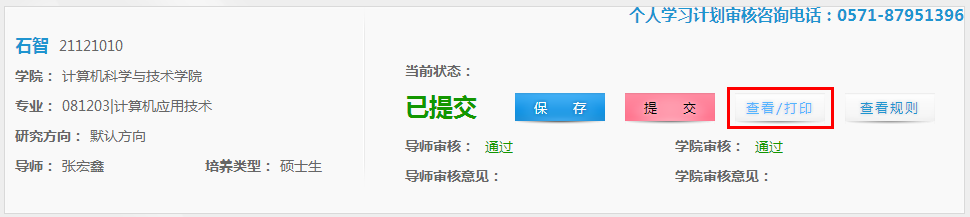 个人学习计划审核咨询电话：0571-87951396
石智 21121010
学院： 计算机科学与技术学院
专业： 081203|计算机应用技术
研究方向： 默认方向
导师： 张宏鑫 培养类型： 硕士生
当前状态：
已提交 保 存 提 交 查看/打印 查看规则
导师审核： 通过 学院审核： 通过
导师审核意见： 学院审核意见：